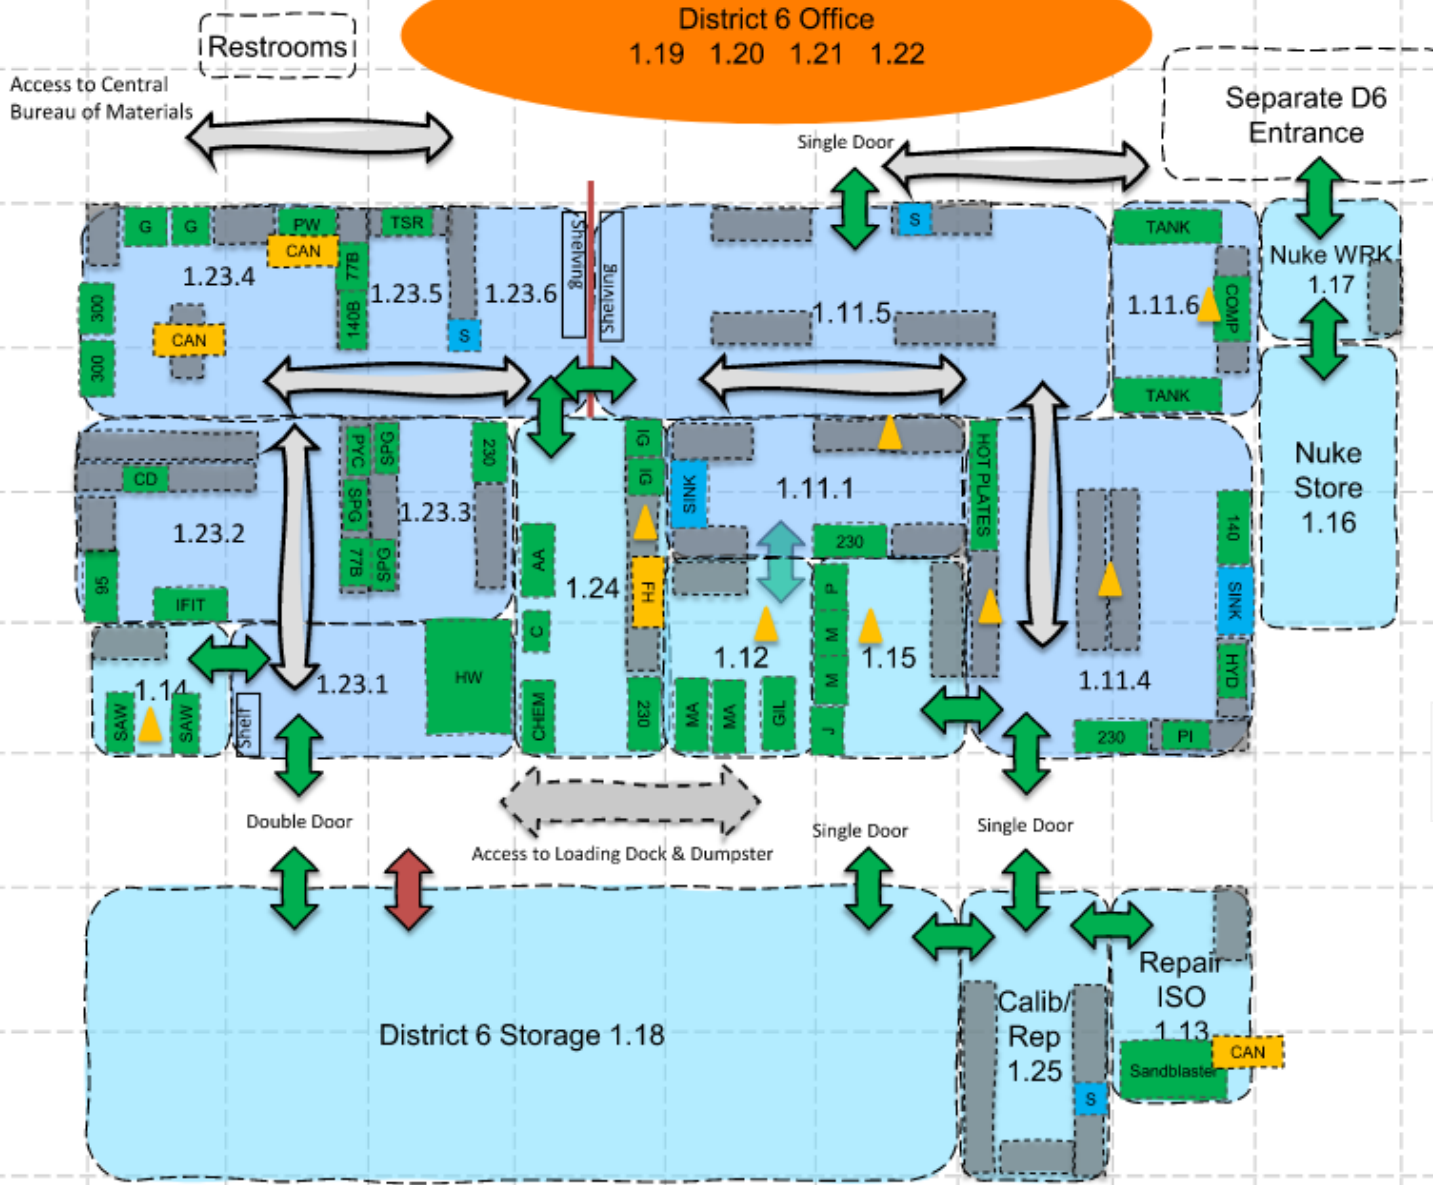 District 6 Office
1.19 1.20 1.21 1.22
Restrooms
Access to Central
Bureau of Materials
Separate D6
Entrance
Single Door
G
G
PW
CAN
TSR
S
TANK
Nuke WRK
1.17
1.23.4
77B
1.23.5
1.23.6
Shelving
Shelving
1.11.5
1.11.6
COMP
300
CAN
140B
S
300
TANK
CD
PYC
SPG
230
IG
IG
SINK
1.11.1
HOT PLATES
Nuke
Store
1.16
1.23.2
SPG
1.23.3
140
95
IFIT
77B
SPG
AA
1.24
FH
230
P
M
M
J
SINK
C
1.12
1.15
1.14
SAW
SAW
Shelf
1.23.1
HW
CHEM
230
MA
MA
GIL
1.11.4
HYD
230
PI
Double Door
Access to Loading Dock & Dumpster
Single Door
Single Door
District 6 Storage 1.18
Calib/
Rep
1.25
S
Repair
ISO
1.13
Sandblaster
CAN